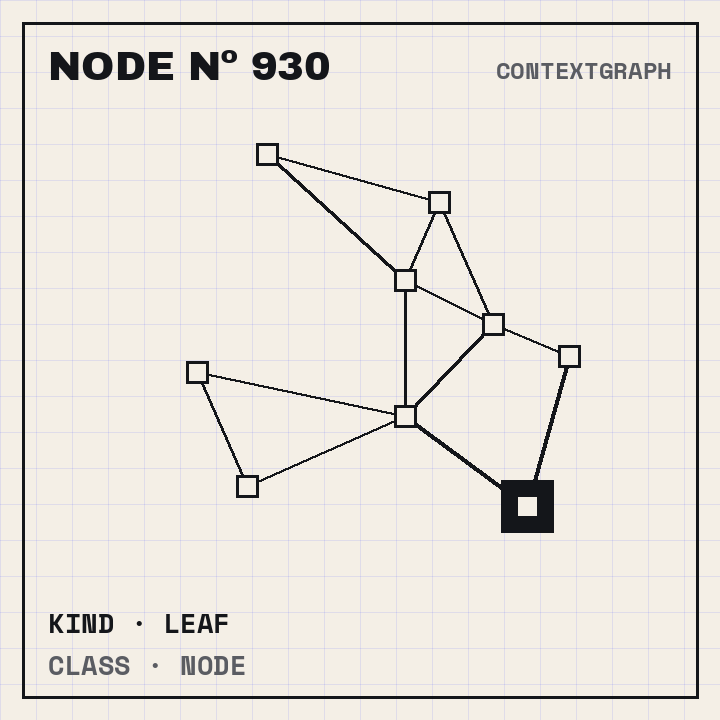 NODE Nº 930
CONTEXTGRAPH
KIND · LEAF
CLASS · NODE